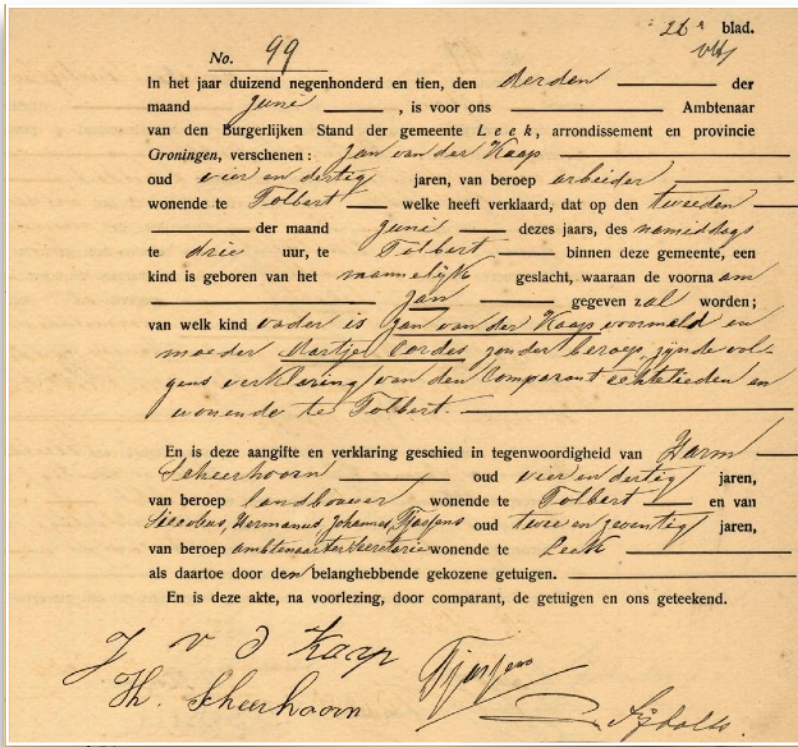 26e blad.
No. 99
In het jaar duizend negenhonderd en tien, den derden der
maand Juni, is voor ons Ambtenaar
van den Burgerlijken Stand der gemeente Leek, arrondissement en provincie
Groningen, verschenen: Jan van der Kaap
oud vier en dertig jaren, van beroep arbeider
wonende te Tolbert welke heeft verklaard, dat op den tweeden
der maand Juni dezes jaars, des namiddags
te drie uur, te Tolbert binnen deze gemeente, een
kind is geboren van het mannelijk geslacht, waaraan de voornaam
Jan gegeven zal worden;
van welk kind vader is Jan van der Kaap voormeld en
moeder Martje Cordes zonder beroep, zijnde vol-
gens verklaring van den Comparant echtelieden en
wonende te Tolbert.
En is deze aangifte en verklaring geschied in tegenwoordigheid van Harm
Scheerhoorn oud vier en dertig jaren,
van beroep landbouwer wonende te Tolbert en van
Hermannus, Johannes, Tjassens oud twee en zeventig jaren,
van beroep ambtenaar ter secretarie wonende te Leek
als daartoe door den belanghebbende gekozene getuigen.
En is deze akte, na voorlezing, door comparant, de getuigen en ons geteekend.
J v d Kaap
H. Scheerhoorn
Tjassens